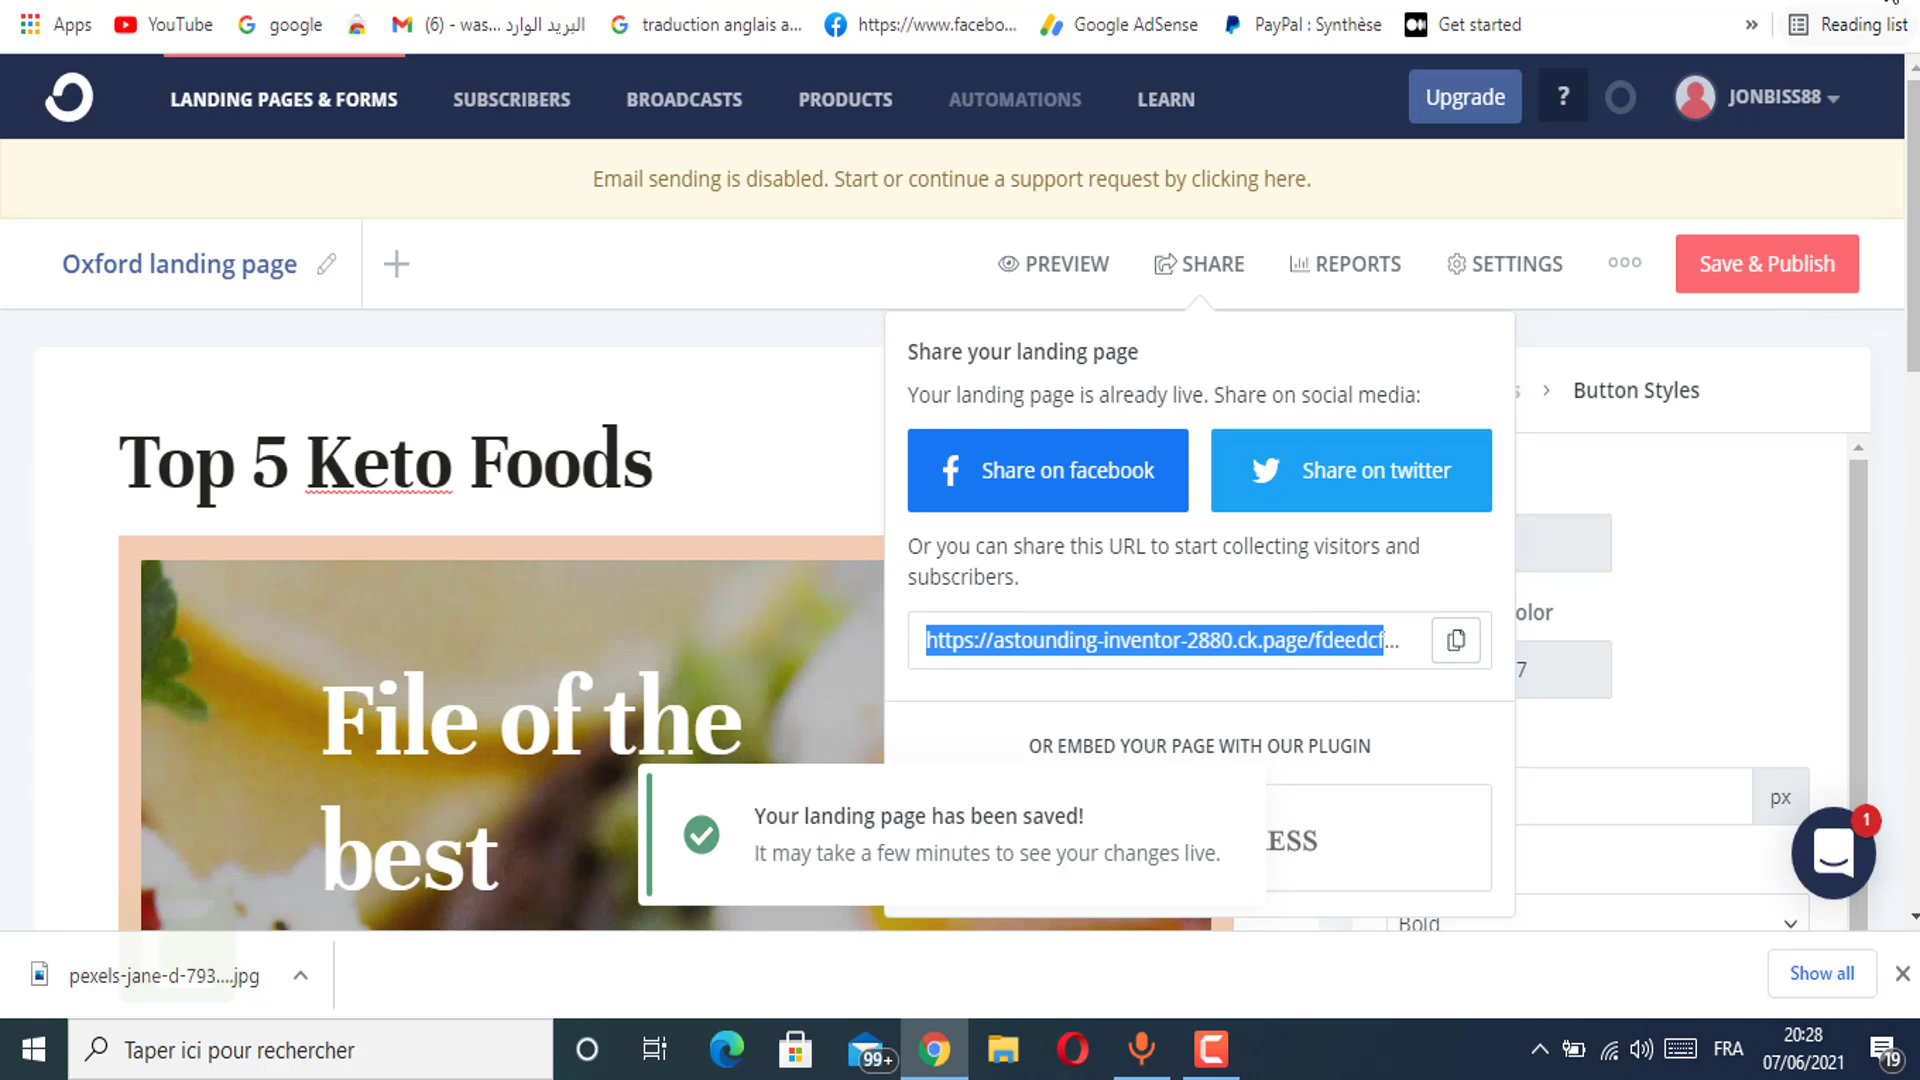 Apps YouTube google (6) - was... البريد الوارد traduction anglais a... https://www.facebo... Google AdSense PayPal : Synthèse Get started » Reading list
LANDING PAGES & FORMS SUBSCRIBERS BROADCASTS PRODUCTS AUTOMATIONS LEARN Upgrade ? JONBISS88
Email sending is disabled. Start or continue a support request by clicking here.
Oxford landing page + PREVIEW SHARE REPORTS SETTINGS Save & Publish
Share your landing page
Your landing page is already live. Share on social media:
Button Styles
Top 5 Keto Foods
Share on facebook Share on twitter
Or you can share this URL to start collecting visitors and
subscribers.
olor
https://astounding-inventor-2880.ck.page/fdeedcf...
7
File of the
best
OR EMBED YOUR PAGE WITH OUR PLUGIN
px
Your landing page has been saved!
It may take a few minutes to see your changes live.
ESS
1
Bold
pexels-jane-d-793....jpg
Show all
Taper ici pour rechercher
99+
FRA
20:28
07/06/2021
19